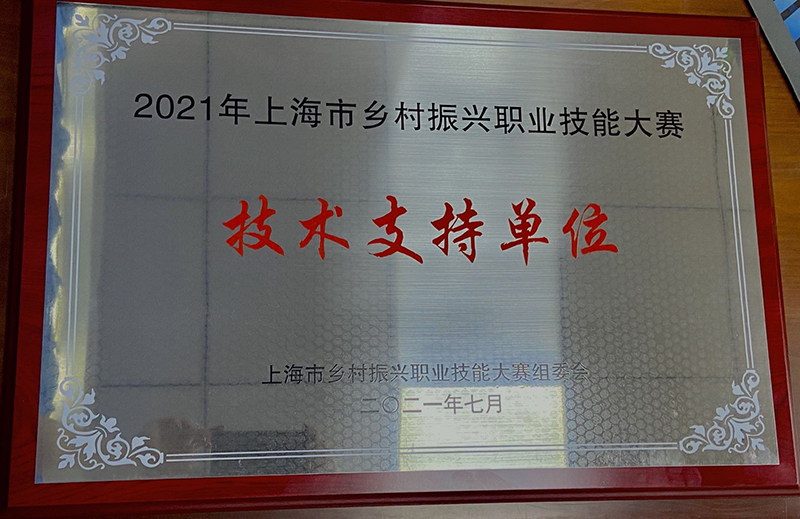 2021年上海市乡村振兴职业技能大赛
技术支持单位
上海市乡村振兴职业技能大赛组委会
二〇二一年七月